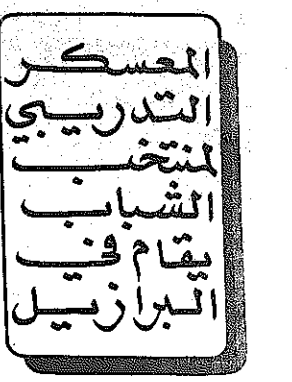 المعسكر
التدريبي
لمنتخب
الشباب
يقام في
البرازيل